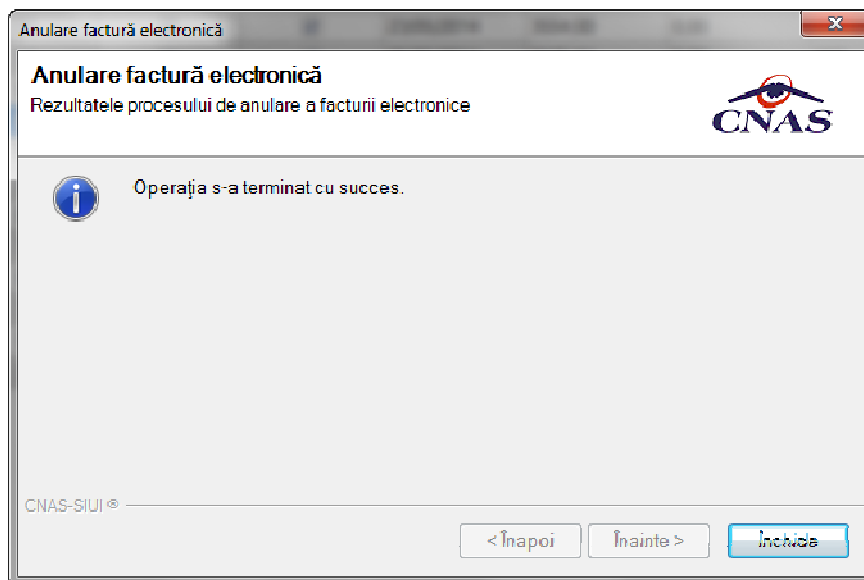 Anulare factură electronică
Anulare factură electronică
Rezultatele procesului de anulare a facturii electronice
CNAS
Operația s-a terminat cu succes.
CNAS-SIUI ®
< Înapoi
Înainte >
Închide